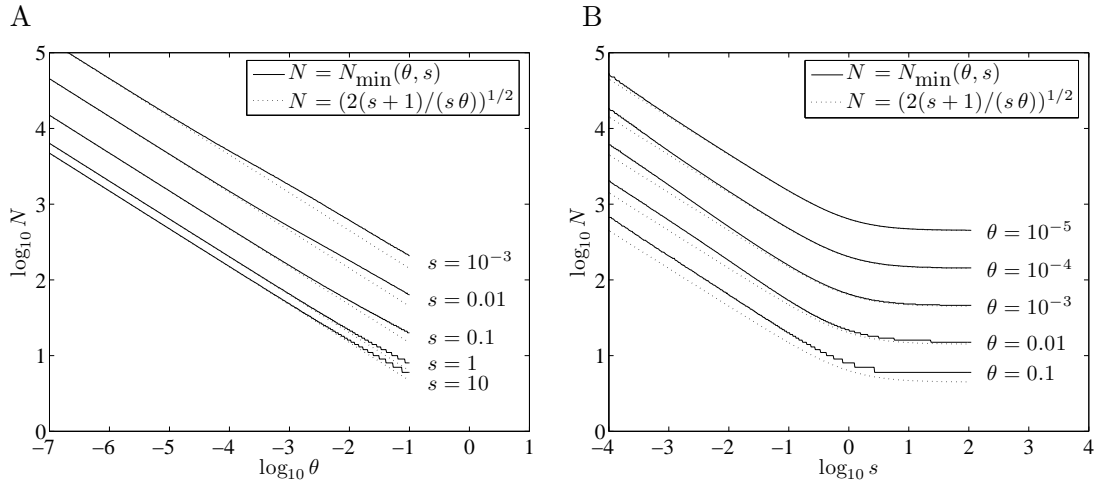 A
B
5
4
3
2
1
0
log₁₀ N
N = N_min(θ, s)
N = (2(s + 1)/(s θ))^{1/2}
s = 10⁻³
s = 0.01
s = 0.1
s = 1
s = 10
−7 −6 −5 −4 −3 −2 −1 0 1
log₁₀ θ
5
4
3
2
1
0
log₁₀ N
N = N_min(θ, s)
N = (2(s + 1)/(s θ))^{1/2}
θ = 10⁻⁵
θ = 10⁻⁴
θ = 10⁻³
θ = 0.01
θ = 0.1
−4 −3 −2 −1 0 1 2 3 4
log₁₀ s